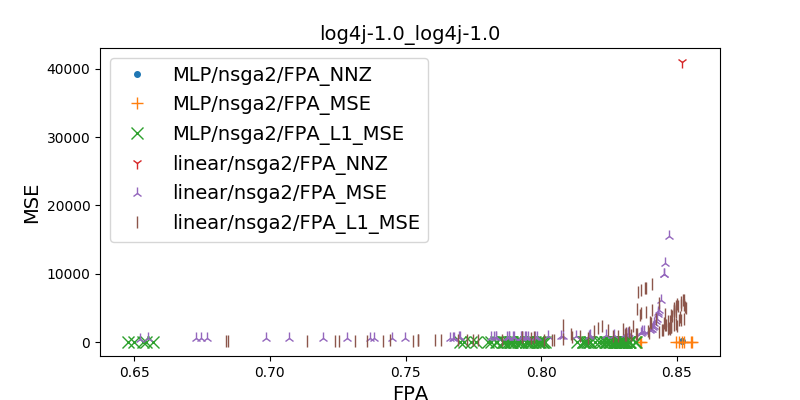 log4j-1.0_log4j-1.0
MLP/nsga2/FPA_NNZ
MLP/nsga2/FPA_MSE
MLP/nsga2/FPA_L1_MSE
linear/nsga2/FPA_NNZ
linear/nsga2/FPA_MSE
linear/nsga2/FPA_L1_MSE
MSE
40000
30000
20000
10000
0
0.65 0.70 0.75 0.80 0.85
FPA